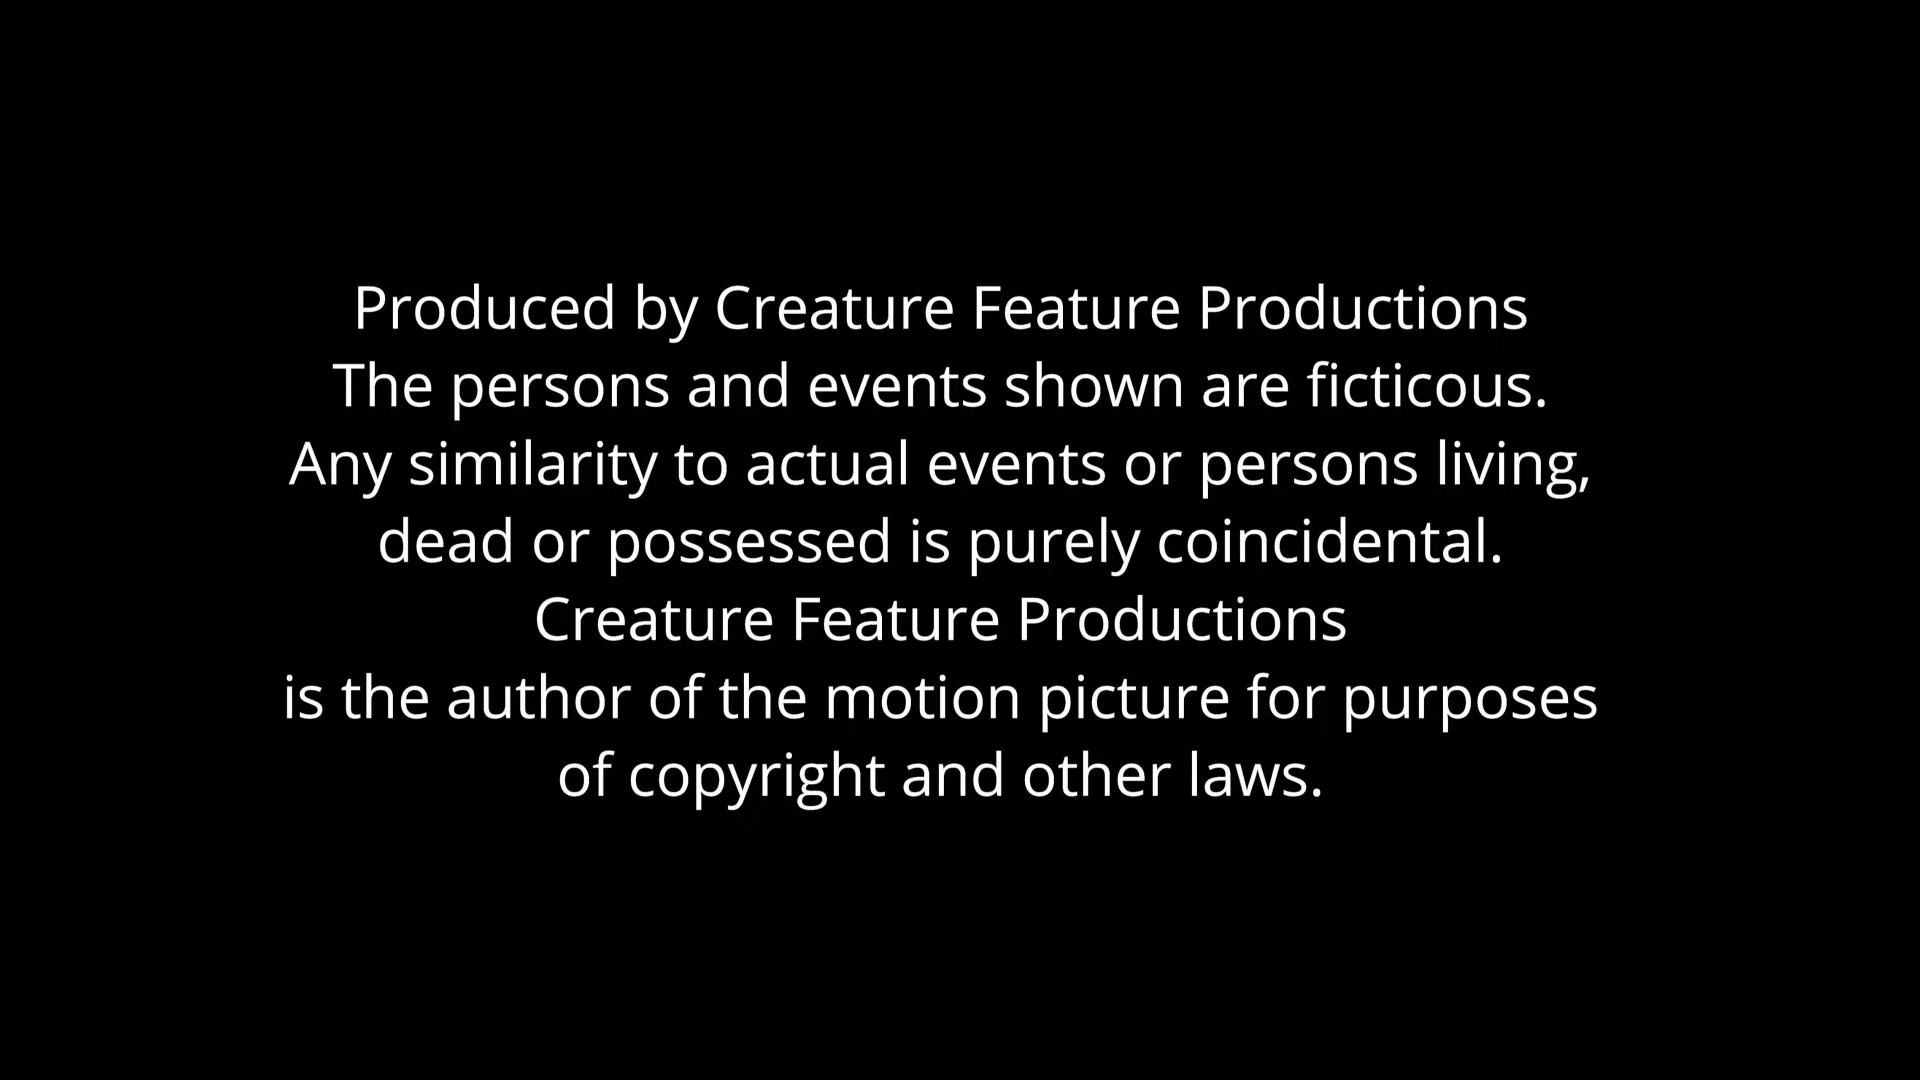 Produced by Creature Feature Productions
The persons and events shown are ficticous.
Any similarity to actual events or persons living,
dead or possessed is purely coincidental.
Creature Feature Productions
is the author of the motion picture for purposes
of copyright and other laws.